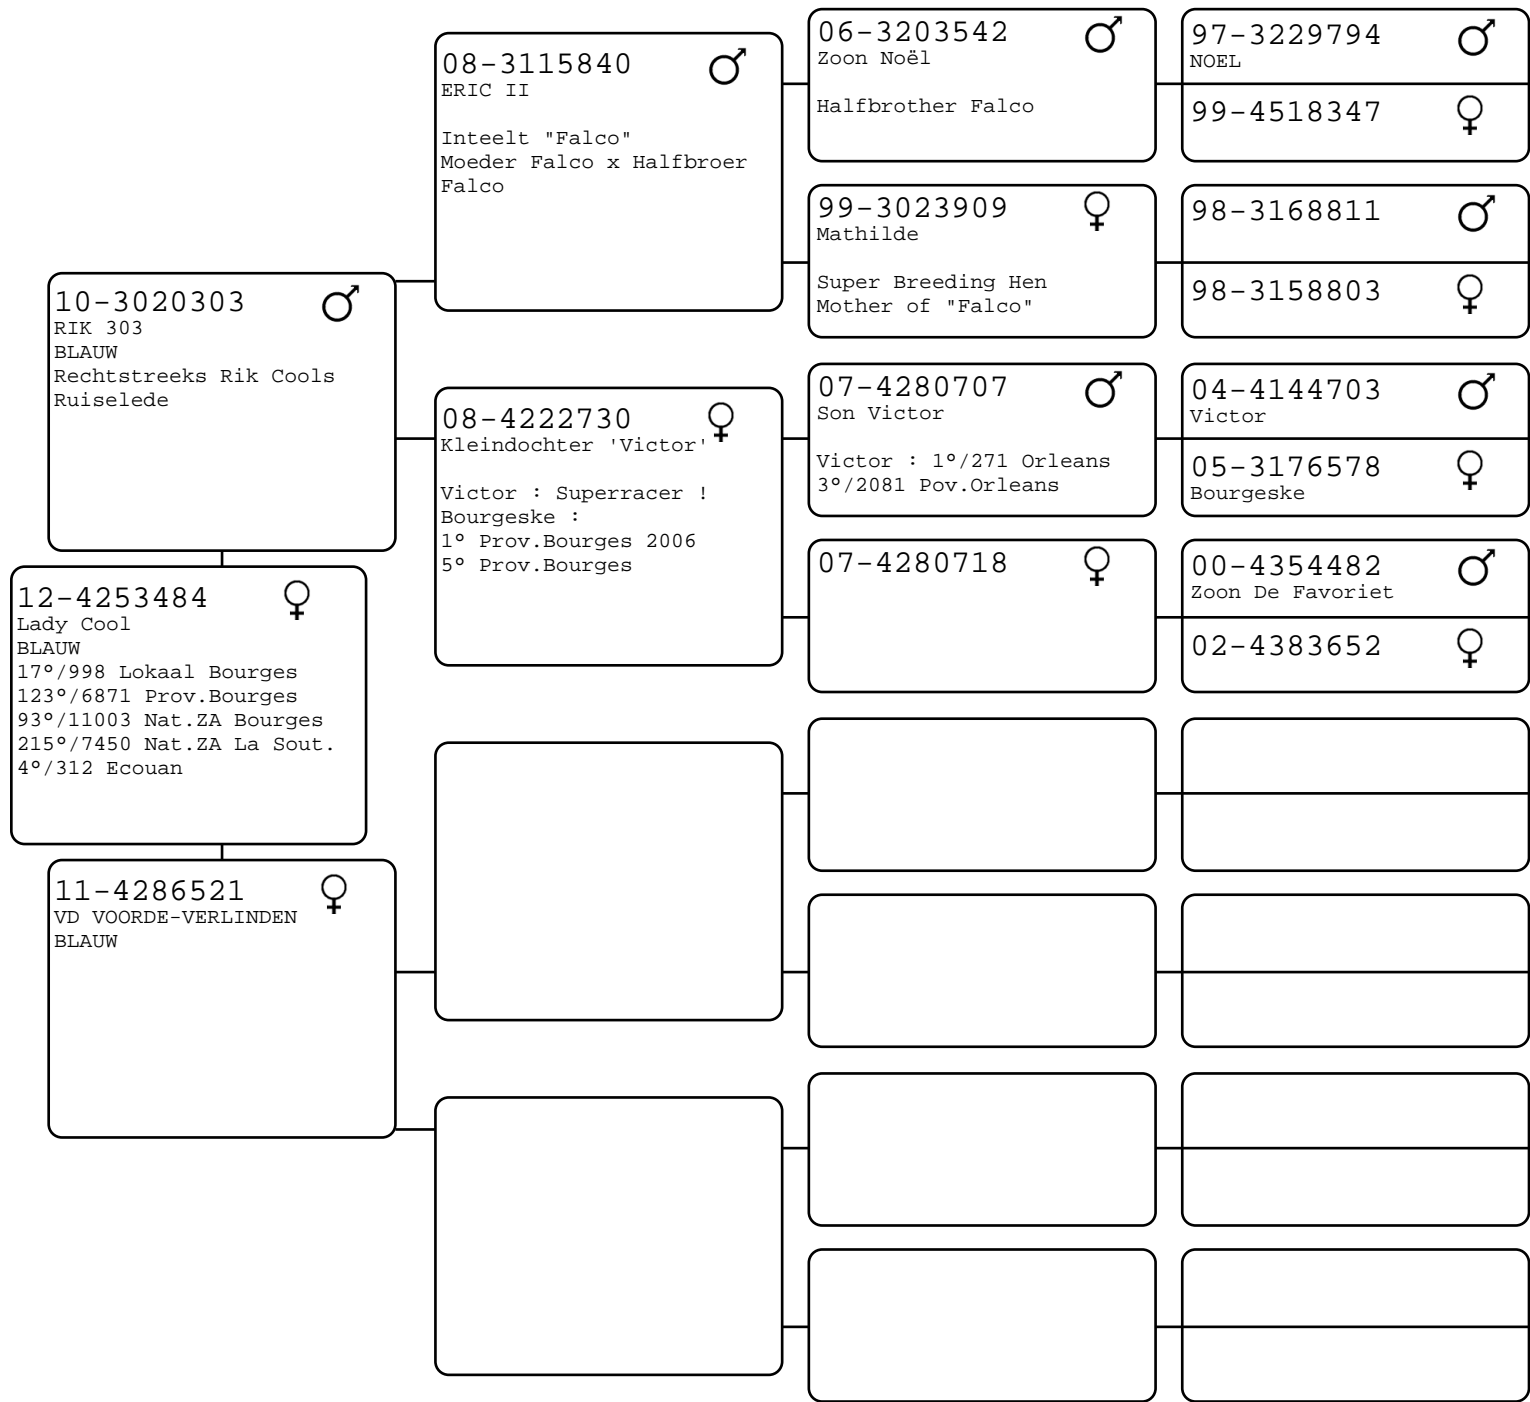 12-4253484
Lady Cool
BLAUW
17°/998 Lokaal Bourges
123°/6871 Prov.Bourges
93°/11003 Nat.ZA Bourges
215°/7450 Nat.ZA La Sout.
4°/312 Ecouan
10-3020303
RIK 303
BLAUW
Rechtstreeks Rik Cools
Ruiselede
11-4286521
VD VOORDE-VERLINDEN
BLAUW
08-3115840
ERIC II
Inteelt "Falco"
Moeder Falco x Halfbroer
Falco
08-4222730
Kleindochter 'Victor'
Victor : Superracer !
Bourgeske :
1° Prov.Bourges 2006
5° Prov.Bourges
06-3203542
Zoon Noël
Halfbrother Falco
99-3023909
Mathilde
Super Breeding Hen
Mother of "Falco"
07-4280707
Son Victor
Victor : 1°/271 Orleans
3°/2081 Pov.Orleans
07-4280718
97-3229794
NOEL
99-4518347
98-3168811
98-3158803
04-4144703
Victor
05-3176578
Bourgeske
00-4354482
Zoon De Favoriet
02-4383652